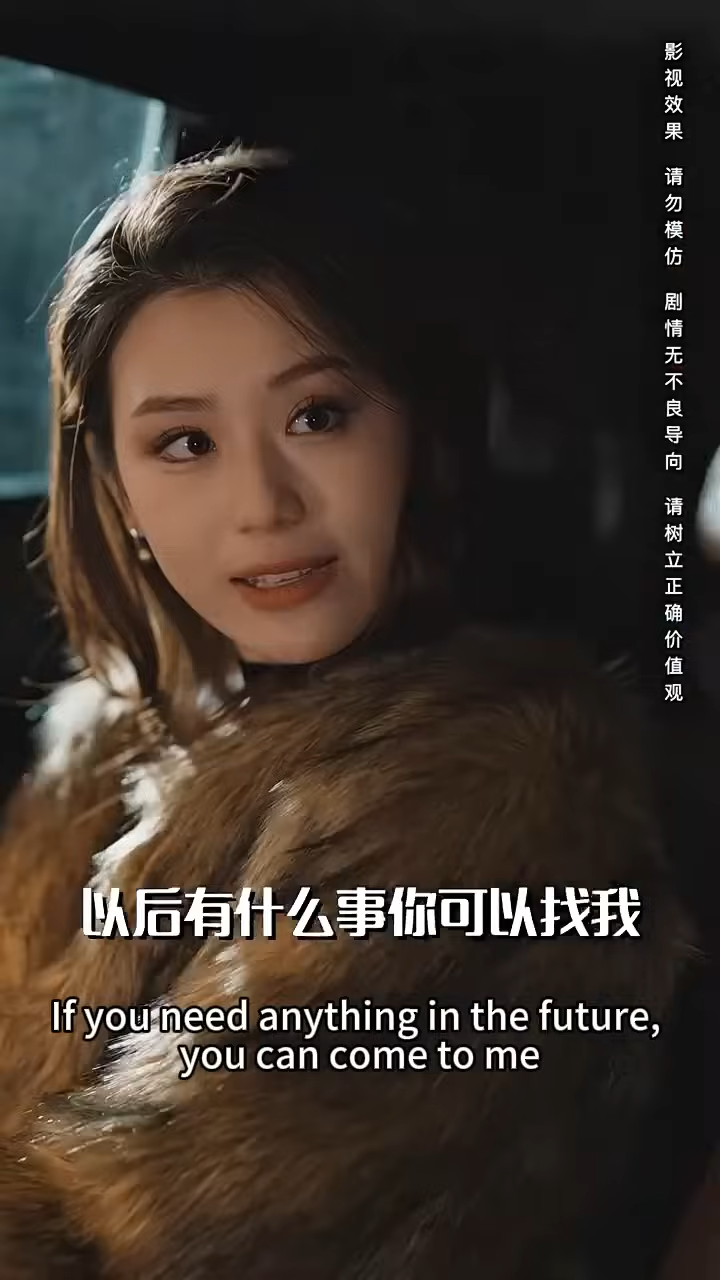 影视效果 请勿模仿 剧情无不良导向 请树立正确价值观
以后有什么事你可以找我
If you need anything in the future,
you can come to me